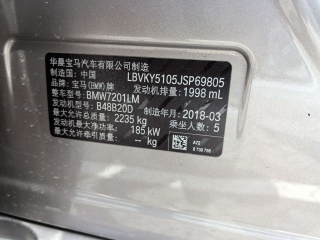 华晨宝马汽车有限公司制造
制造国：中国 LBVKY5105JSP69805
品牌：宝马(BMW)牌 发动机排量：1998 mL
整车型号：BMW7201LM
发动机型号：B48B20D 制造年月：2018-03
最大允许总质量：2235 kg 乘坐人数：5
发动机最大净功率：185 kW
最大允许牵引质量：-- kg